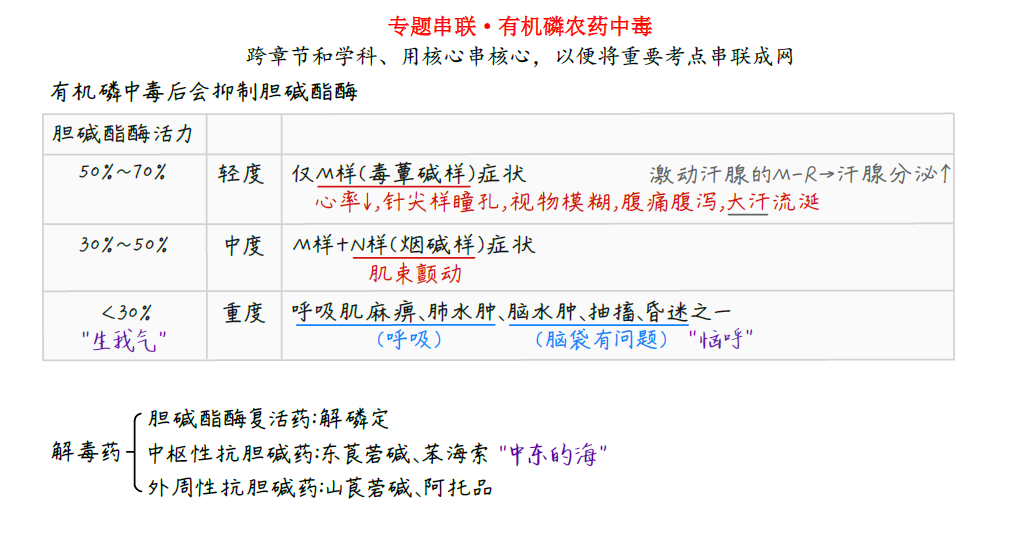 专题串联·有机磷农药中毒
跨章节和学科、用核心串核心，以便将重要考点串联成网
有机磷中毒后会抑制胆碱酯酶
胆碱酯酶活力
50%~70% 轻度 仅M样(毒蕈碱样)症状 激动汗腺的M-R→汗腺分泌↑
心率↓,针尖样瞳孔,视物模糊,腹痛腹泻,大汗流涎
30%~50% 中度 M样+N样(烟碱样)症状
肌束颤动
<30% 重度 呼吸肌麻痹、肺水肿、脑水肿、抽搐、昏迷之一
"生我气" (呼吸) (脑袋有问题) "恼呼"
胆碱酯酶复活药:解磷定
解毒药 中枢性抗胆碱药:东莨菪碱、苯海索 "中东的海"
外周性抗胆碱药:山莨菪碱、阿托品